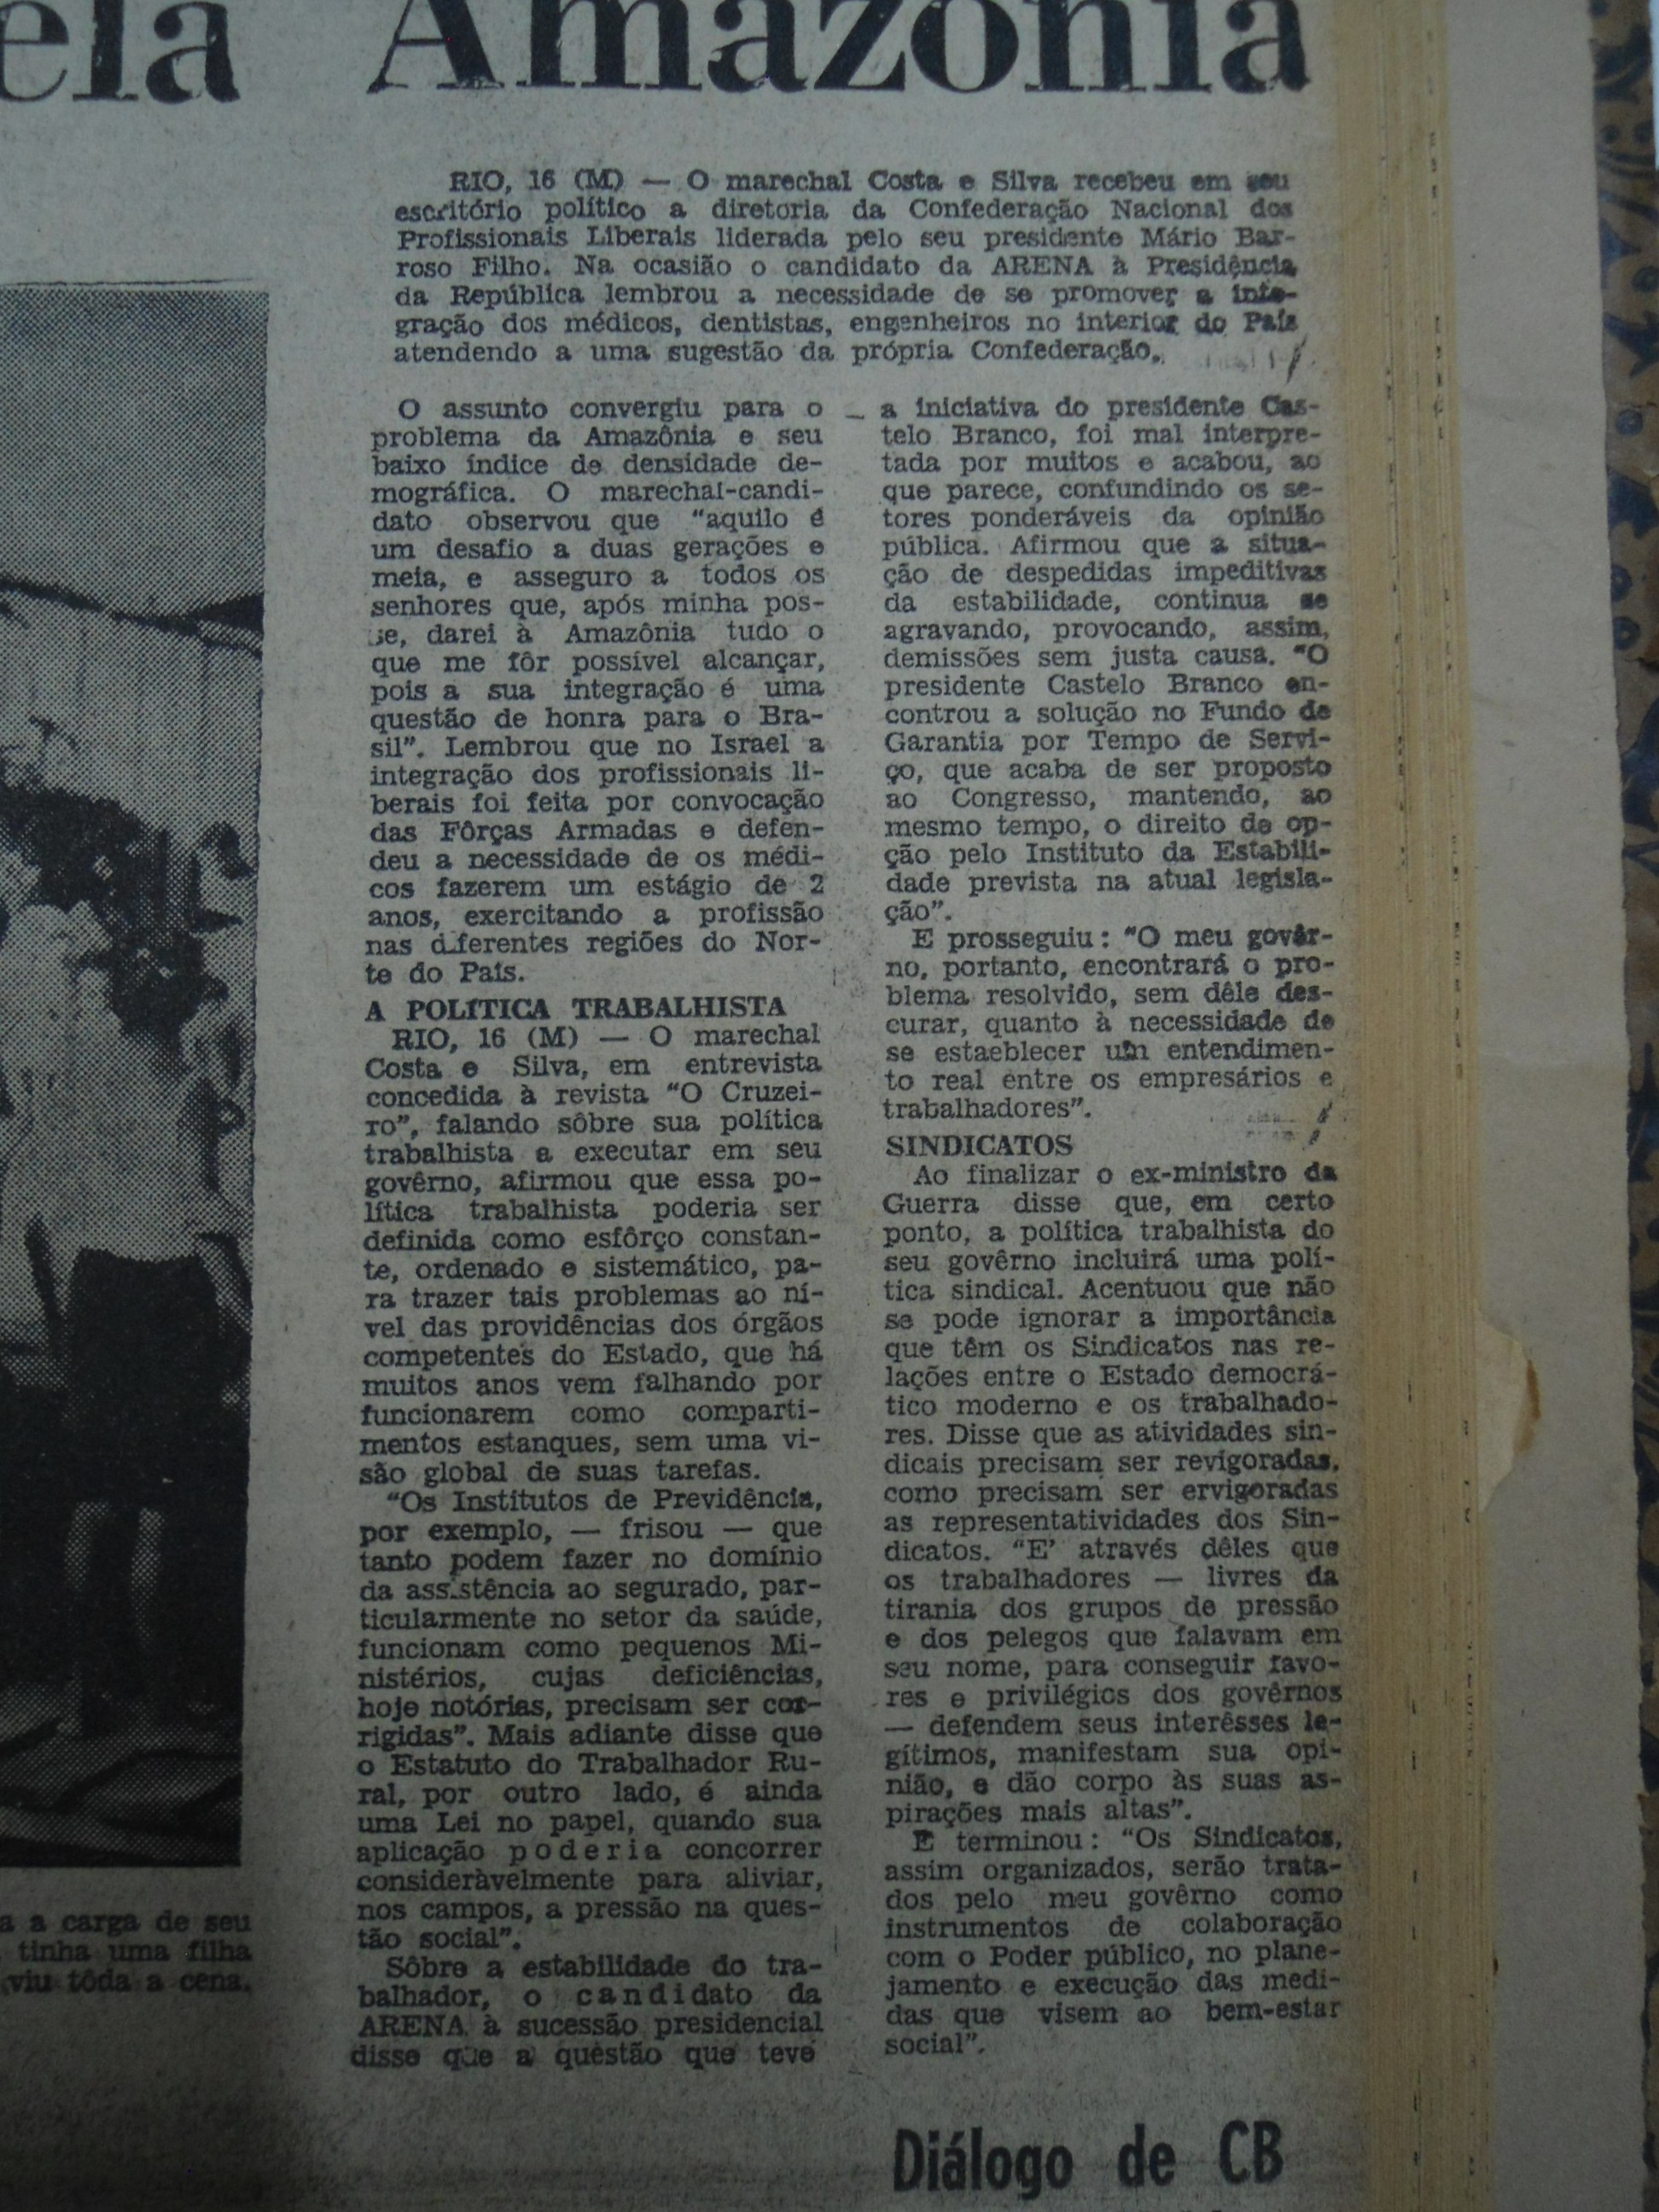 ela Amazônia
RIO, 16 (M) — O marechal Costa e Silva recebeu em seu
escritório político a diretoria da Confederação Nacional dos
Profissionais Liberais liderada pelo seu presidente Mário Bar-
roso Filho. Na ocasião o candidato da ARENA à Presidência
da República lembrou a necessidade de se promover a inte-
gração dos médicos, dentistas, engenheiros no interior do País
atendendo a uma sugestão da própria Confederação.
O assunto convergiu para o
problema da Amazônia e seu
baixo índice de densidade de-
mográfica. O marechal-candi-
dato observou que "aquilo é
um desafio a duas gerações e
meia, e asseguro a todos os
senhores que, após minha pos-
se, darei à Amazônia tudo o
que me fôr possível alcançar,
pois a sua integração é uma
questão de honra para o Bra-
sil". Lembrou que no Israel a
integração dos profissionais li-
berais foi feita por convocação
das Fôrças Armadas e defen-
deu a necessidade de os médi-
cos fazerem um estágio de 2
anos, exercitando a profissão
nas diferentes regiões do Nor-
te do País.
A POLÍTICA TRABALHISTA
RIO, 16 (M) — O marechal
Costa e Silva, em entrevista
concedida à revista "O Cruzei-
ro", falando sôbre sua política
trabalhista a executar em seu
govêrno, afirmou que essa po-
lítica trabalhista poderia ser
definida como esfôrço constan-
te, ordenado e sistemático, pa-
ra trazer tais problemas ao ní-
vel das providências dos órgãos
competentes do Estado, que há
muitos anos vem falhando por
funcionarem como comparti-
mentos estanques, sem uma vi-
são global de suas tarefas.
"Os Institutos de Previdência,
por exemplo, — frisou — que
tanto podem fazer no domínio
da assistência ao segurado, par-
ticularmente no setor da saúde,
funcionam como pequenos Mi-
nistérios, cujas deficiências,
hoje notórias, precisam ser cor-
rigidas". Mais adiante disse que
o Estatuto do Trabalhador Ru-
ral, por outro lado, é ainda
uma Lei no papel, quando sua
aplicação poderia concorrer
consideràvelmente para aliviar,
nos campos, a pressão na ques-
tão social".
Sôbre a estabilidade do tra-
balhador, o candidato da
ARENA à sucessão presidencial
disse que a questão que teve
a iniciativa do presidente Cas-
telo Branco, foi mal interpre-
tada por muitos e acabou, ao
que parece, confundindo os se-
tores ponderáveis da opinião
pública. Afirmou que a situa-
ção de despedidas impeditivas
da estabilidade, continua se
agravando, provocando, assim,
demissões sem justa causa. "O
presidente Castelo Branco en-
controu a solução no Fundo de
Garantia por Tempo de Servi-
ço, que acaba de ser proposto
ao Congresso, mantendo, ao
mesmo tempo, o direito de op-
ção pelo Instituto da Estabili-
dade prevista na atual legisla-
ção".
E prosseguiu: "O meu govêr-
no, portanto, encontrará o pro-
blema resolvido, sem dêle des-
curar, quanto à necessidade de
se estaeblecer um entendimen-
to real entre os empresários e
trabalhadores".
SINDICATOS
Ao finalizar o ex-ministro da
Guerra disse que, em certo
ponto, a política trabalhista do
seu govêrno incluirá uma polí-
tica sindical. Acentuou que não
se pode ignorar a importância
que têm os Sindicatos nas re-
lações entre o Estado democrá-
tico moderno e os trabalhado-
res. Disse que as atividades sin-
dicais precisam ser revigoradas,
como precisam ser ervigoradas
as representatividades dos Sin-
dicatos. "E' através dêles que
os trabalhadores — livres da
tirania dos grupos de pressão
e dos pelegos que falavam em
seu nome, para conseguir favo-
res e privilégios dos govêrnos
— defendem seus interêsses le-
gítimos, manifestam sua opi-
nião, e dão corpo às suas as-
pirações mais altas".
E terminou: "Os Sindicatos,
assim organizados, serão trata-
dos pelo meu govêrno como
instrumentos de colaboração
com o Poder público, no plane-
jamento e execução das medi-
das que visem ao bem-estar
social".
a a carga de seu
tinha uma filha
viu tôda a cena.
Diálogo de CB